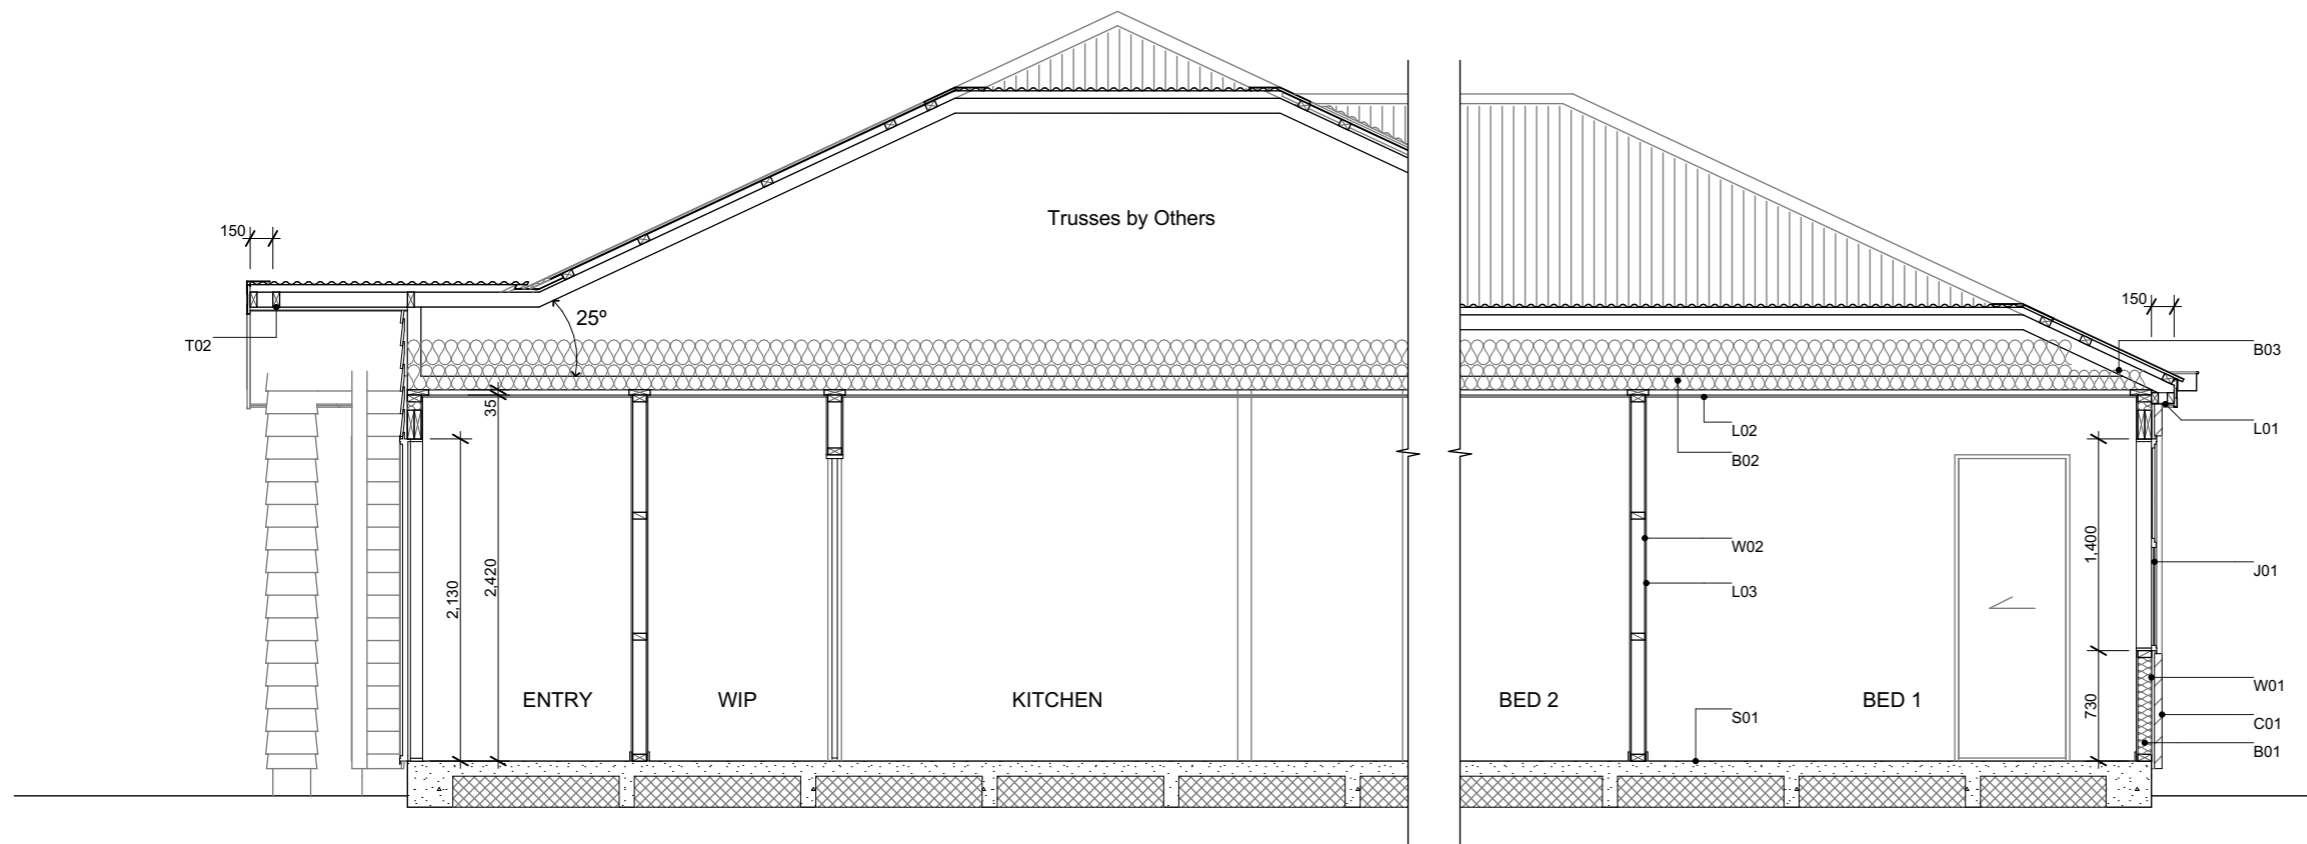 Trusses by Others
150
25º
T02
150
B03
35
L02
L01
B02
2,130
2,420
W02
L03
1,400
J01
ENTRY
WIP
KITCHEN
BED 2
BED 1
S01
730
W01
C01
B01